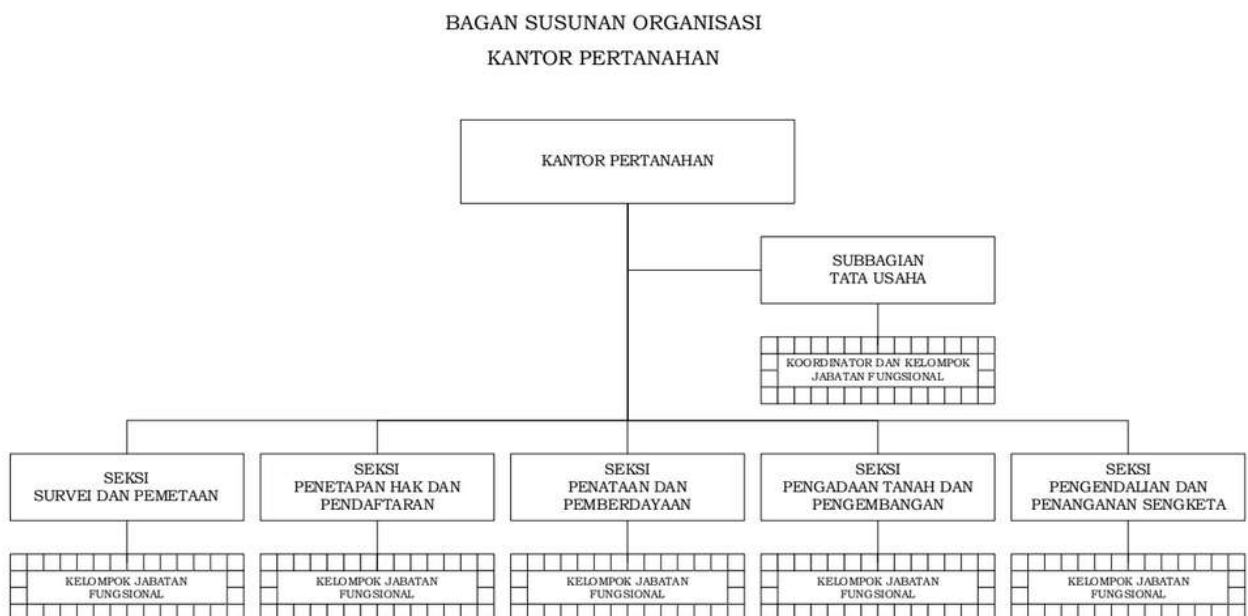 BAGAN SUSUNAN ORGANISASI
KANTOR PERTANAHAN
KANTOR PERTANAHAN
SUBBAGIAN
TATA USAHA
KOORDINATOR DAN KELOMPOK
JABATAN FUNGSIONAL
SEKSI
SURVEI DAN PEMETAAN
SEKSI
PENETAPAN HAK DAN
PENDAFTARAN
SEKSI
PENATAAN DAN
PEMBERDAYAAN
SEKSI
PENGADAAN TANAH DAN
PENGEMBANGAN
SEKSI
PENGENDALIAN DAN
PENANGANAN SENGKETA
KELOMPOK JABATAN
FUNGSIONAL
KELOMPOK JABATAN
FUNGSIONAL
KELOMPOK JABATAN
FUNGSIONAL
KELOMPOK JABATAN
FUNGSIONAL
KELOMPOK JABATAN
FUNGSIONAL